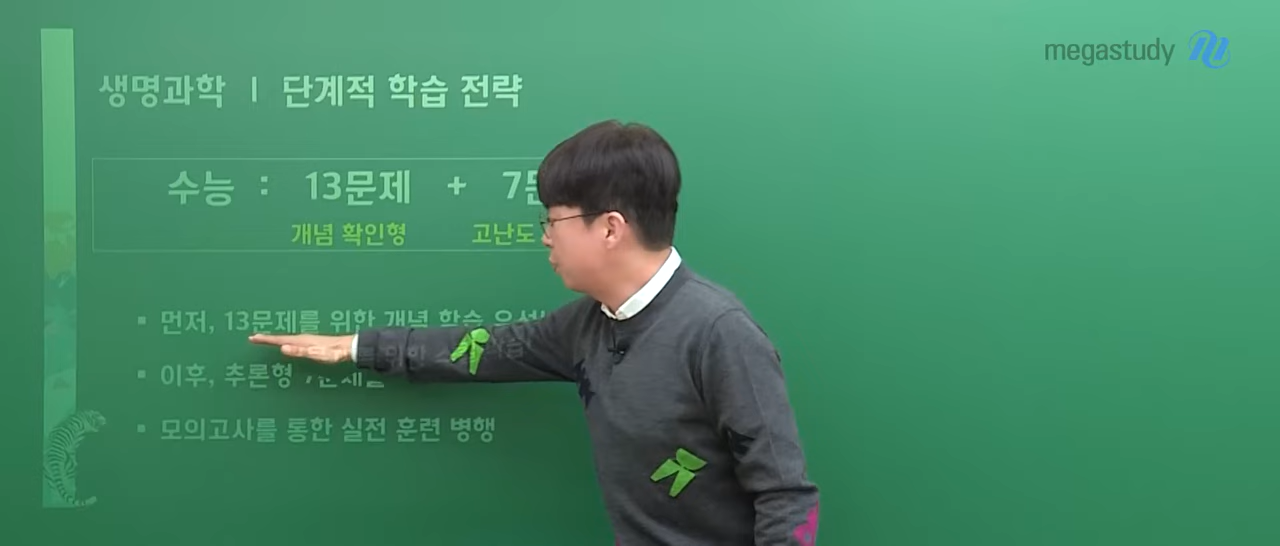 megastudy
생명과학 I 단계적 학습 전략
수능 : 13문제 + 7
개념 확인형 고난도
먼저, 13문제를 위한 개념 학습
이후, 추론형
모의고사를 통한 실전 훈련 병행